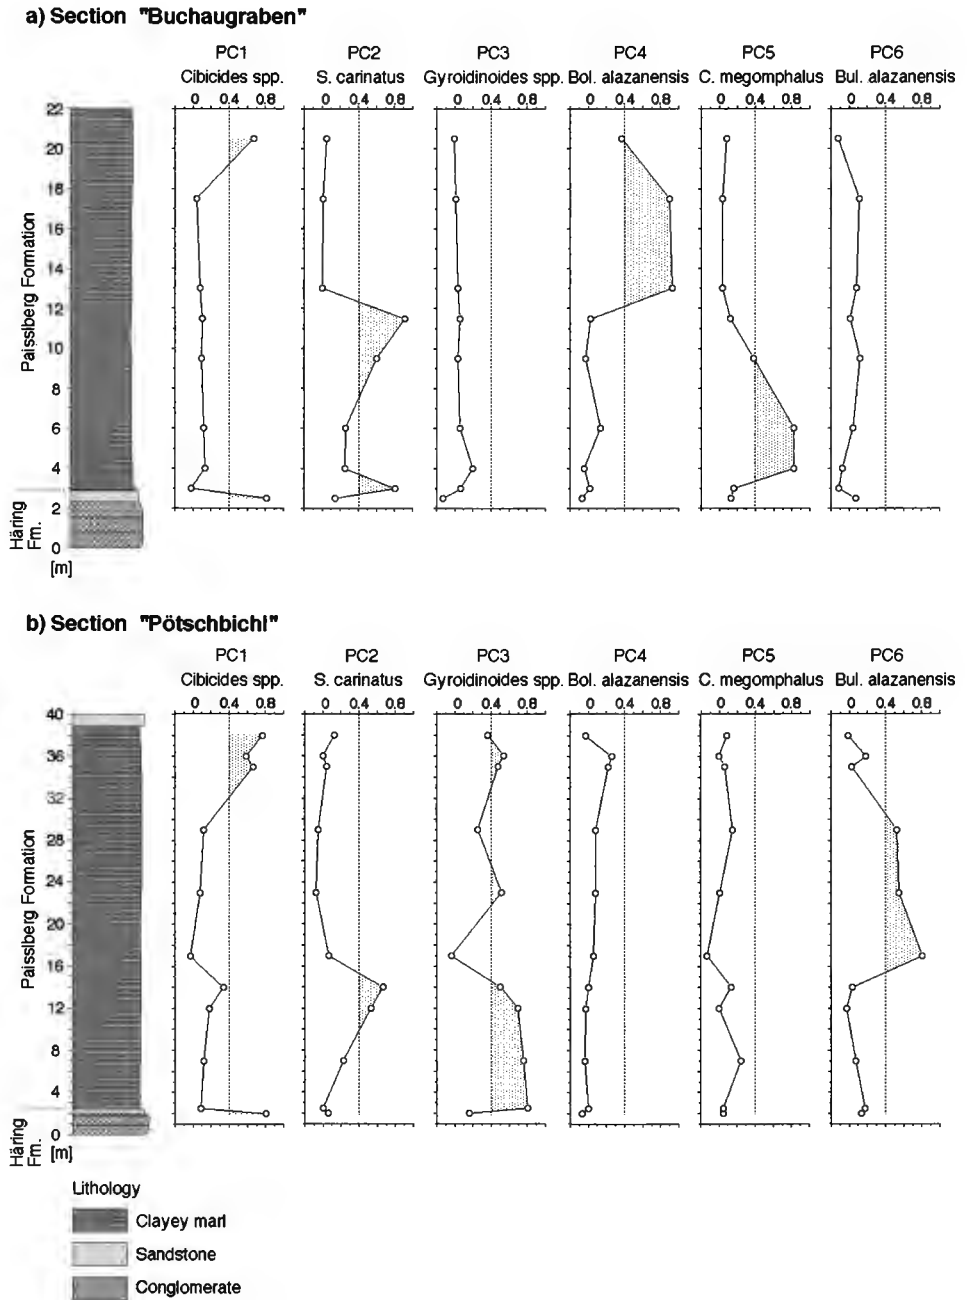 a) Section "Buchaugraben"
PC1 PC2 PC3 PC4 PC5 PC6
Cibicides spp. S. carinatus Gyroidinoides spp. Bol. alazanensis C. megomphalus Bul. alazanensis
0 0.4 0.8 0 0.4 0.8 0 0.4 0.8 0 0.4 0.8 0 0.4 0.8 0 0.4 0.8
22
20
18
16
14
12
10
8
6
4
2
0
[m]
Paisslberg Formation
Häring Fm.
b) Section "Pötschbichl"
PC1 PC2 PC3 PC4 PC5 PC6
Cibicides spp. S. carinatus Gyroidinoides spp. Bol. alazanensis C. megomphalus Bul. alazanensis
0 0.4 0.8 0 0.4 0.8 0 0.4 0.8 0 0.4 0.8 0 0.4 0.8 0 0.4 0.8
40
36
32
28
24
20
16
12
8
4
0
[m]
Paisslberg Formation
Häring Fm.
Lithology
Clayey marl
Sandstone
Conglomerate